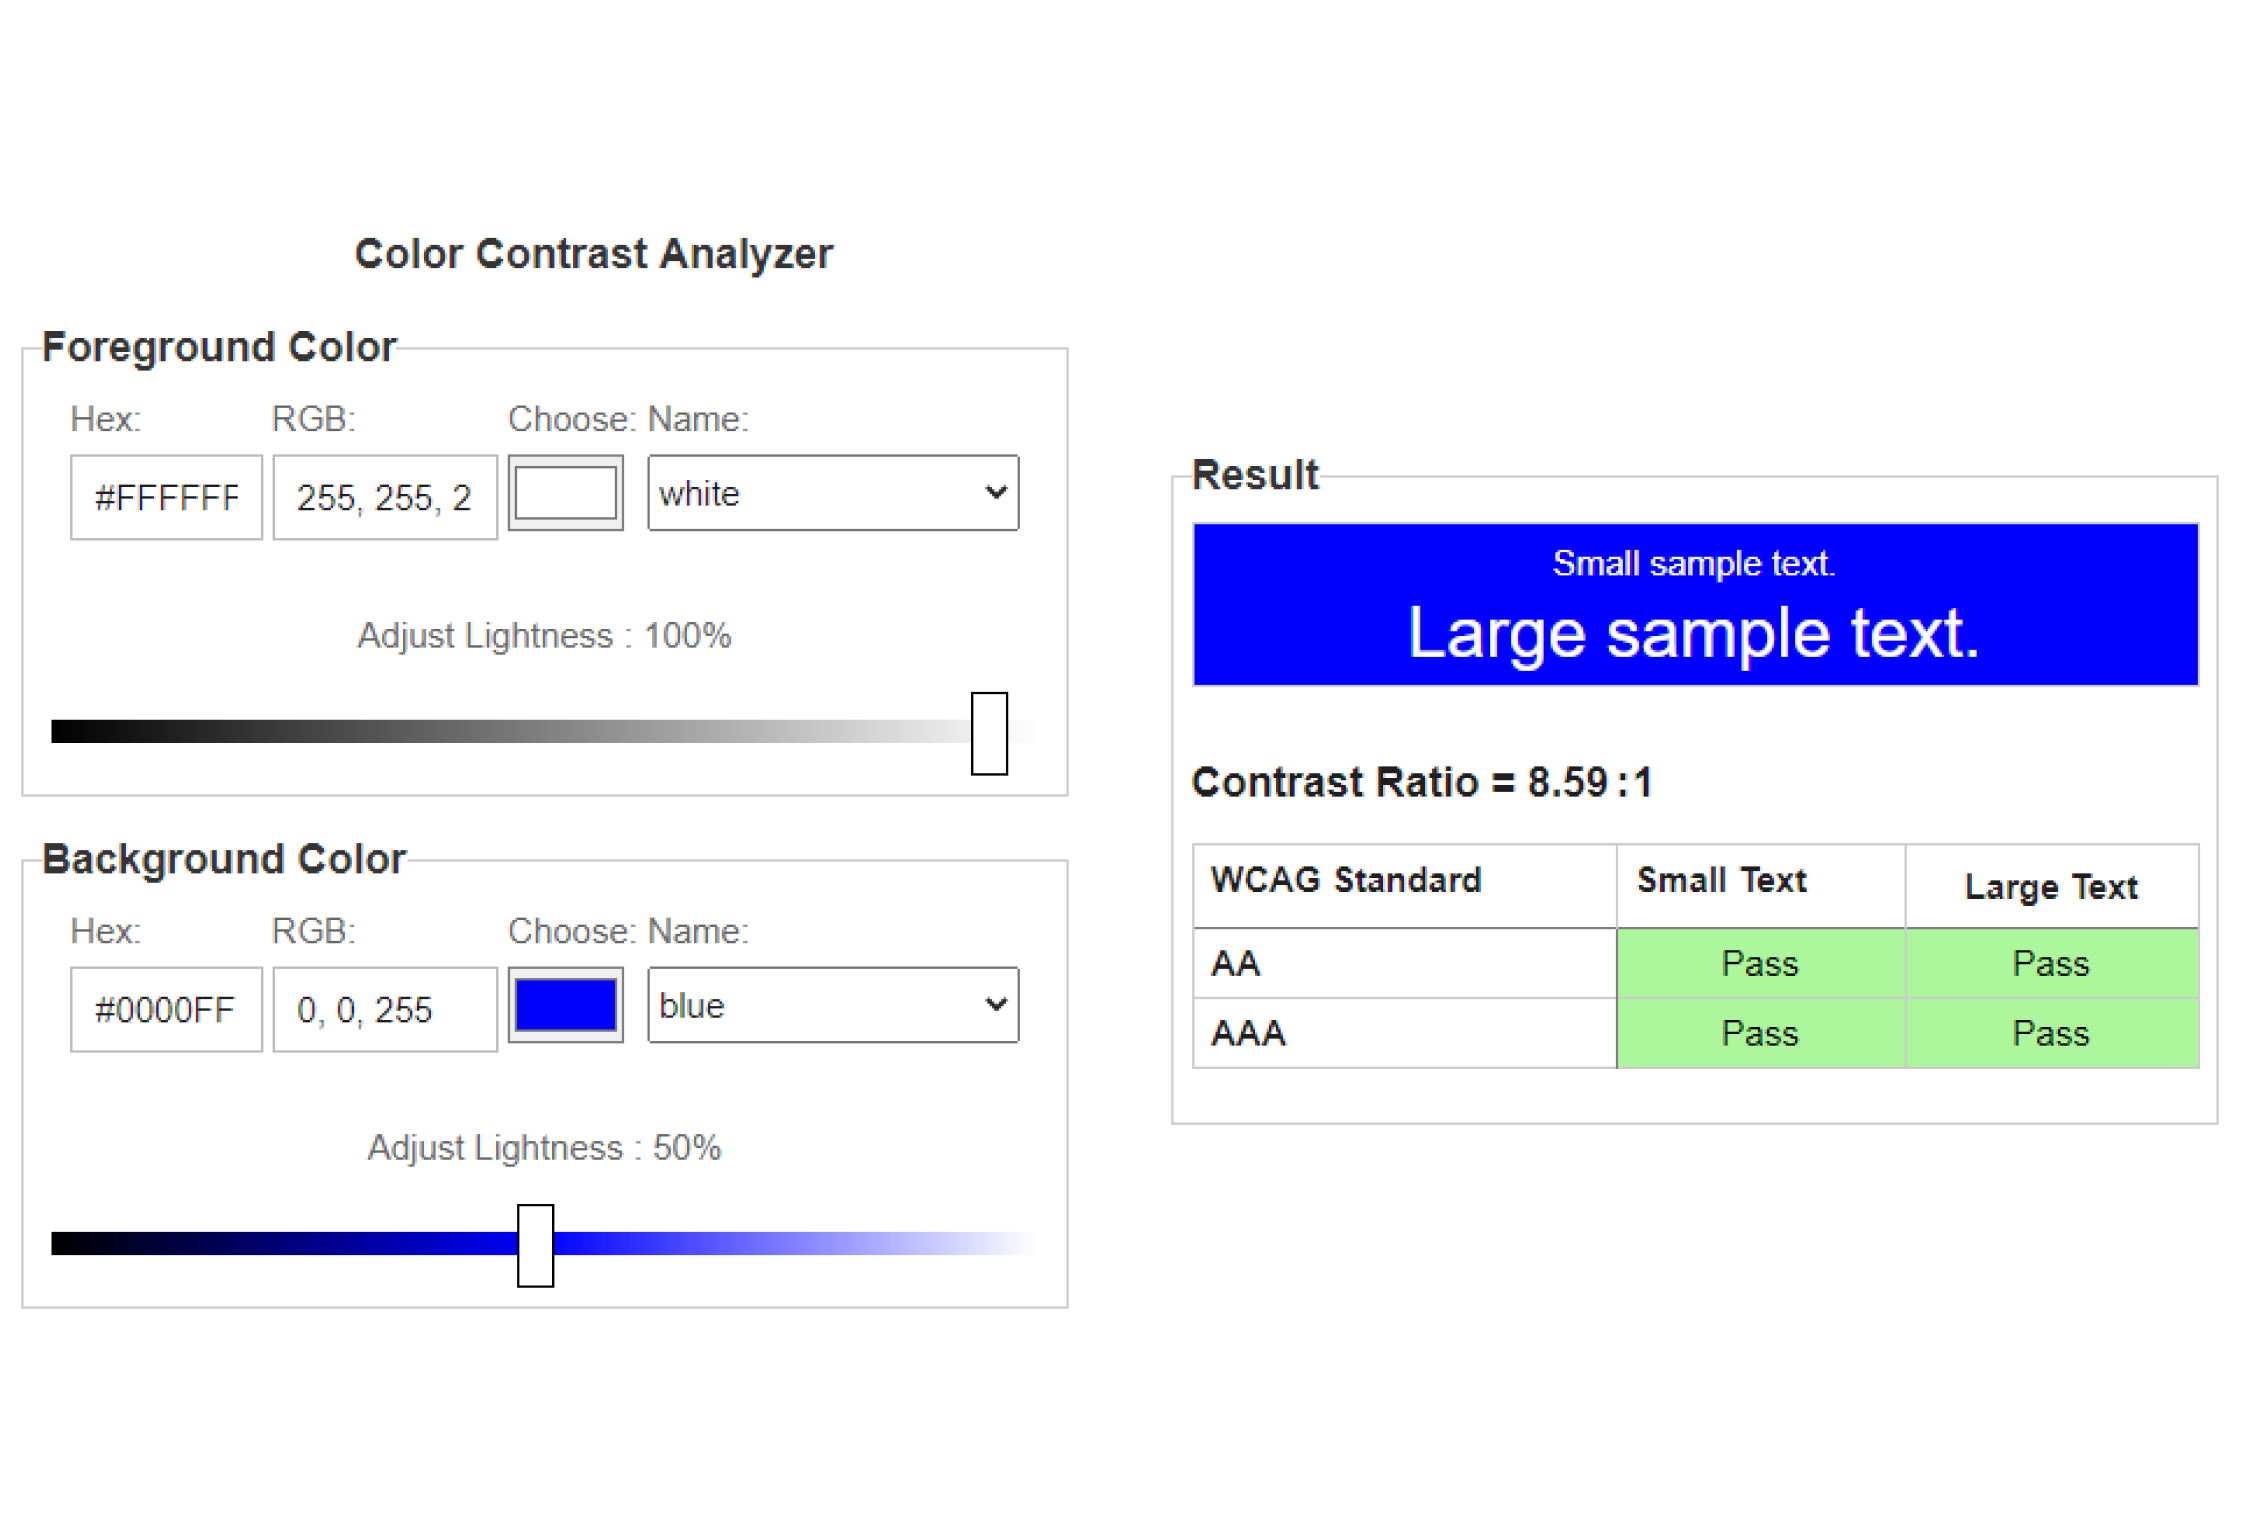 Color Contrast Analyzer
Foreground Color
Hex: RGB: Choose: Name:
#FFFFFF 255, 255, 2 white
Adjust Lightness : 100%
Background Color
Hex: RGB: Choose: Name:
#0000FF 0, 0, 255 blue
Adjust Lightness : 50%
Result
Small sample text.
Large sample text.
Contrast Ratio = 8.59:1
WCAG Standard Small Text Large Text
AA Pass Pass
AAA Pass Pass